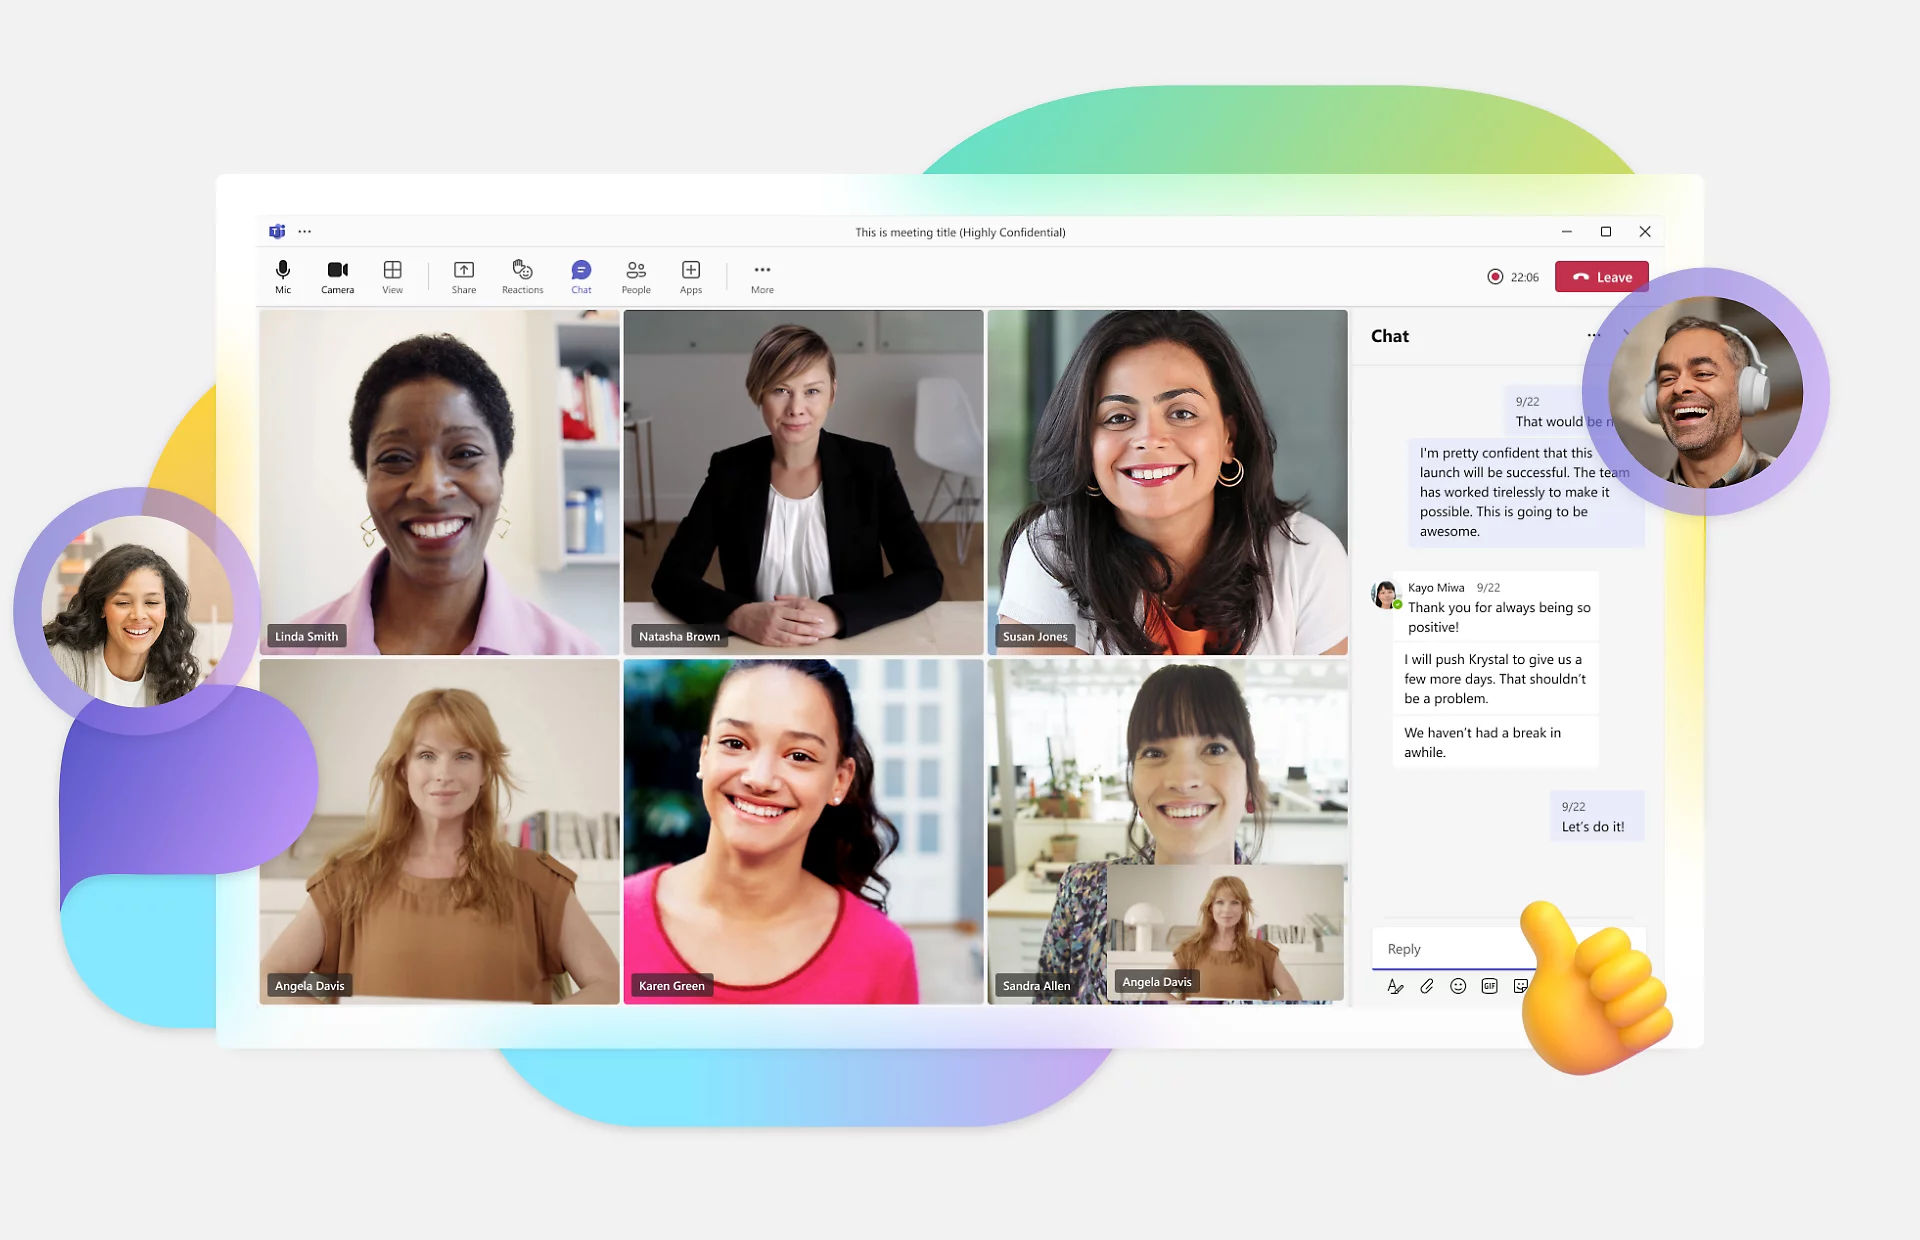 This is meeting title (Highly Confidential)
Mic
Camera
View
Share
Reactions
Chat
People
Apps
More
22:06
Leave
Linda Smith
Natasha Brown
Susan Jones
Angela Davis
Karen Green
Sandra Allen
Angela Davis
Chat
9/22
That would be
I'm pretty confident that this
launch will be successful. The team
has worked tirelessly to make it
possible. This is going to be
awesome.
Kayo Miwa 9/22
Thank you for always being so
positive!
I will push Krystal to give us a
few more days. That shouldn't
be a problem.
We haven't had a break in
awhile.
9/22
Let's do it!
Reply
GIF